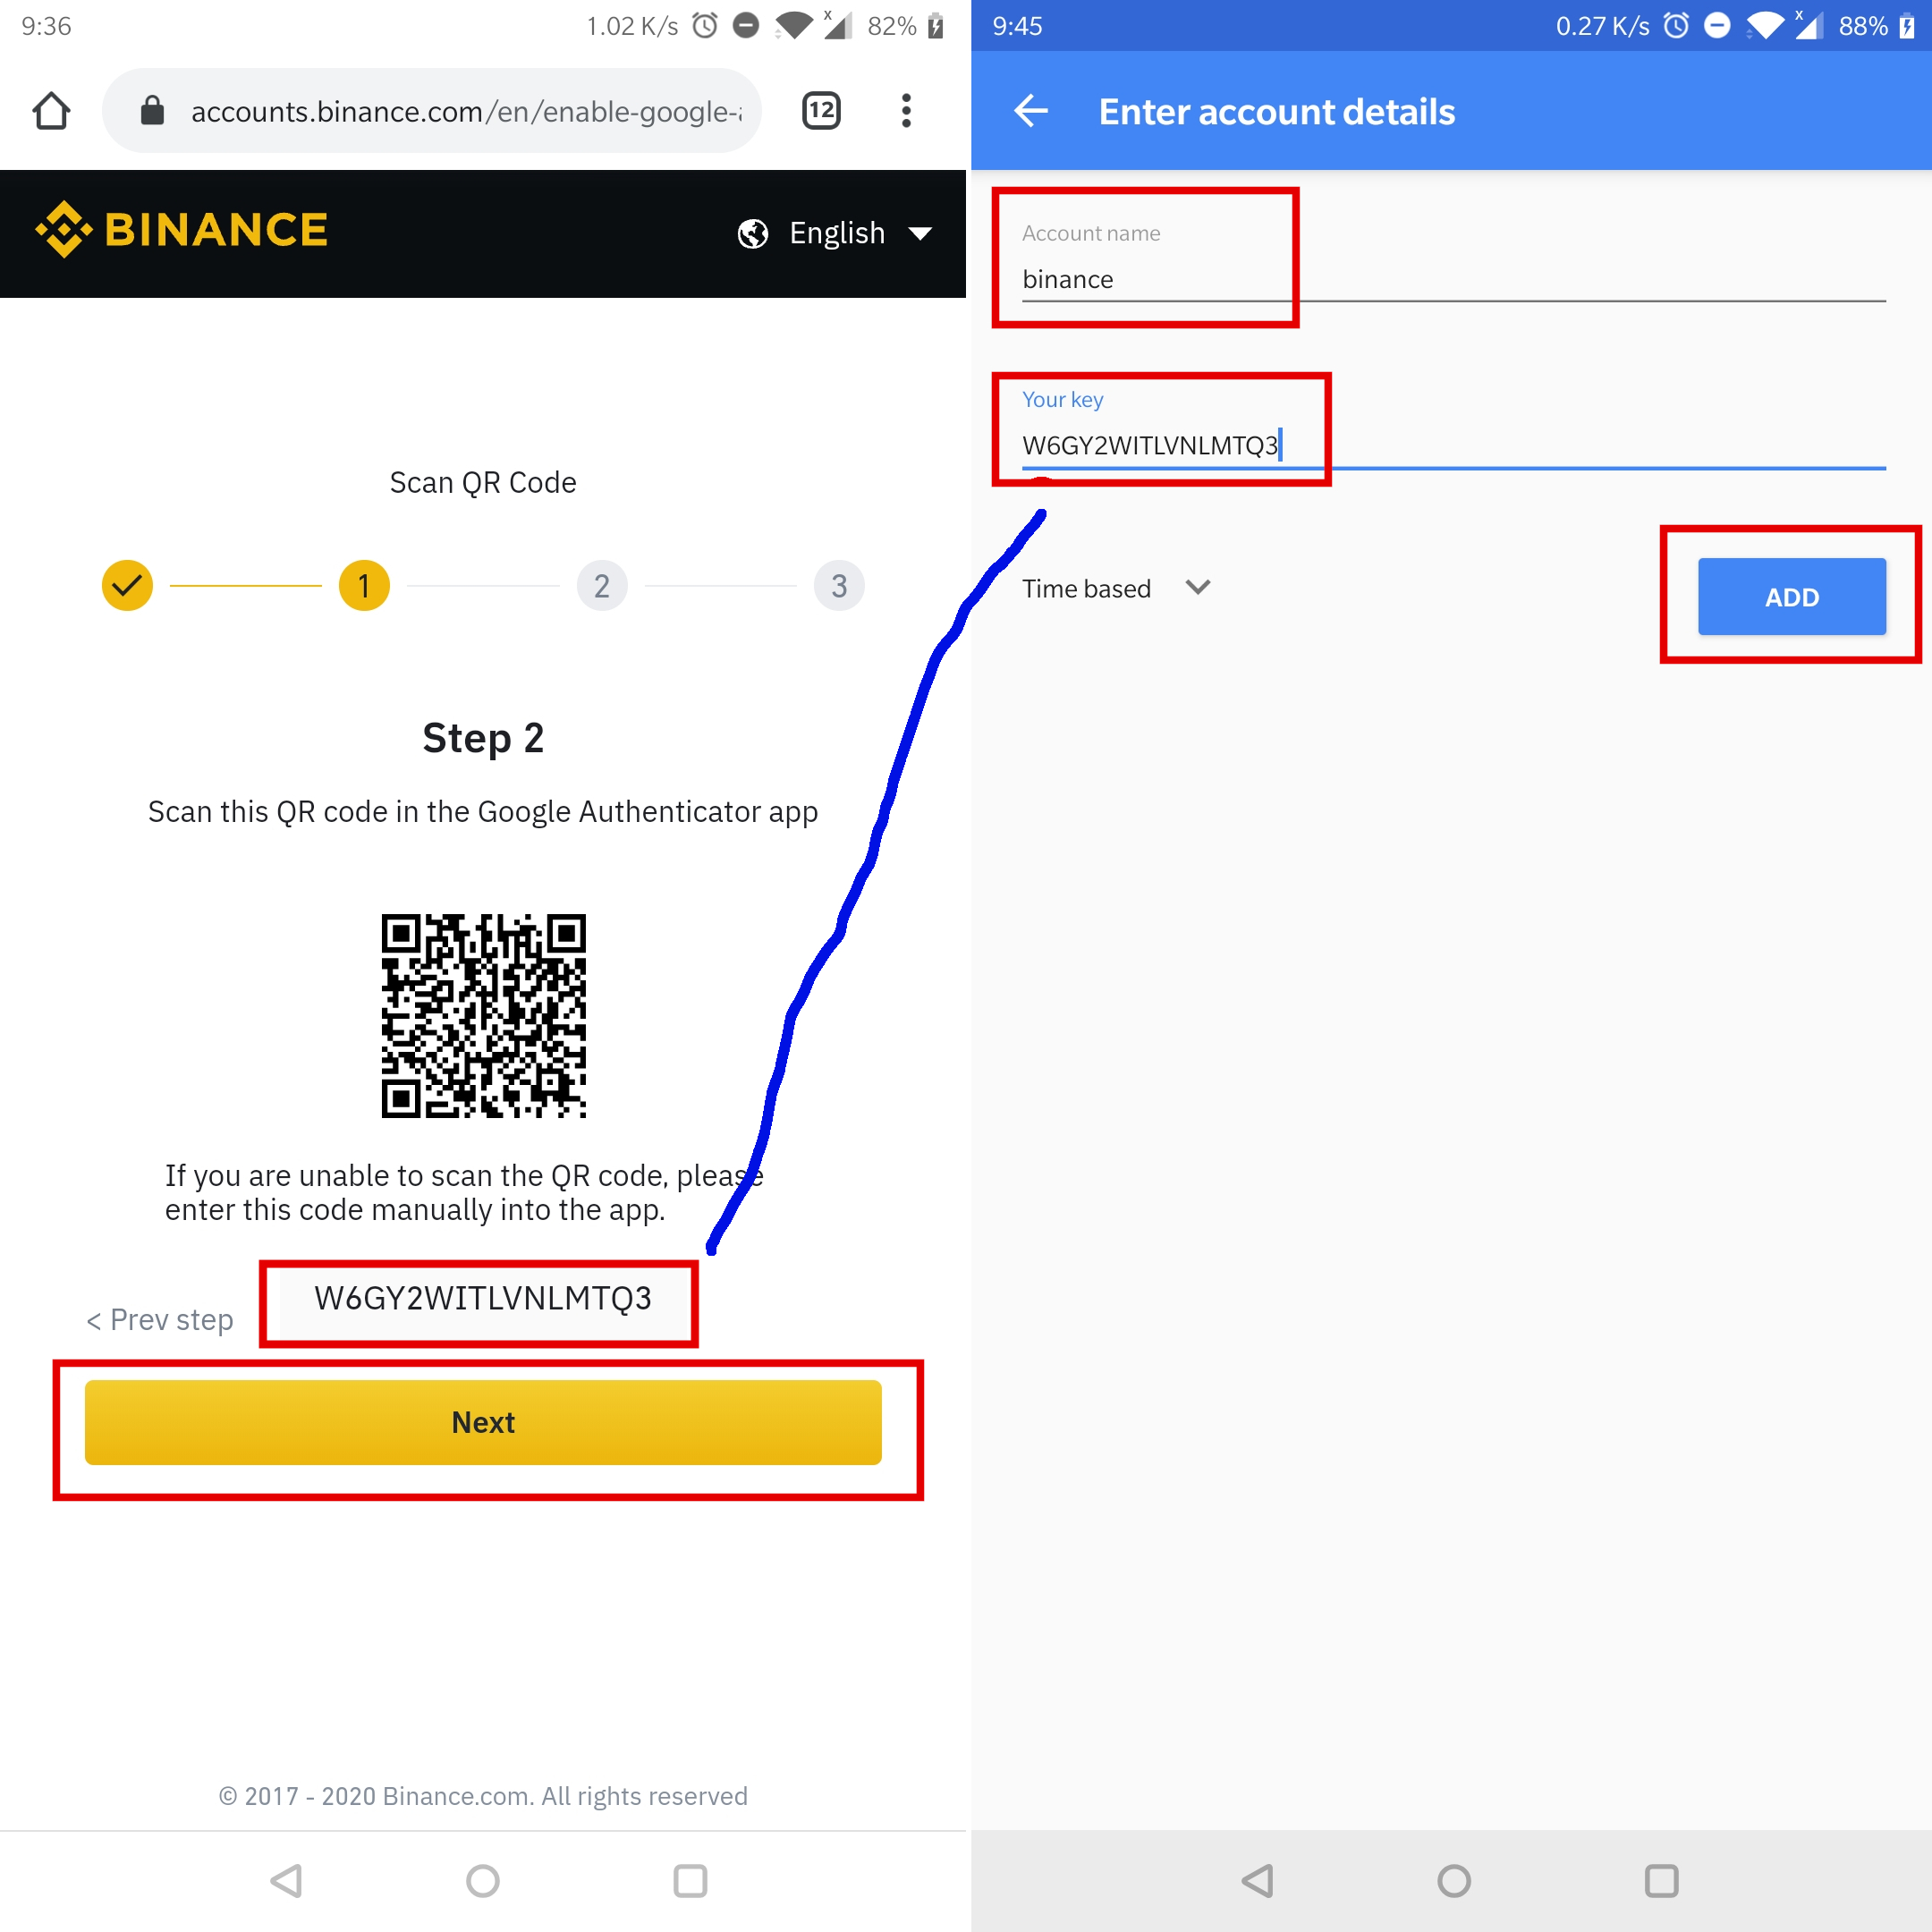 9:36
1.02 K/s
82%
accounts.binance.com/en/enable-google-
12
BINANCE
English
Scan QR Code
1
2
3
Step 2
Scan this QR code in the Google Authenticator app
If you are unable to scan the QR code, please
enter this code manually into the app.
W6GY2WITLVNLMTQ3
< Prev step
Next
© 2017 - 2020 Binance.com. All rights reserved
9:45
0.27 K/s
88%
Enter account details
Account name
binance
Your key
W6GY2WITLVNLMTQ3
Time based
ADD